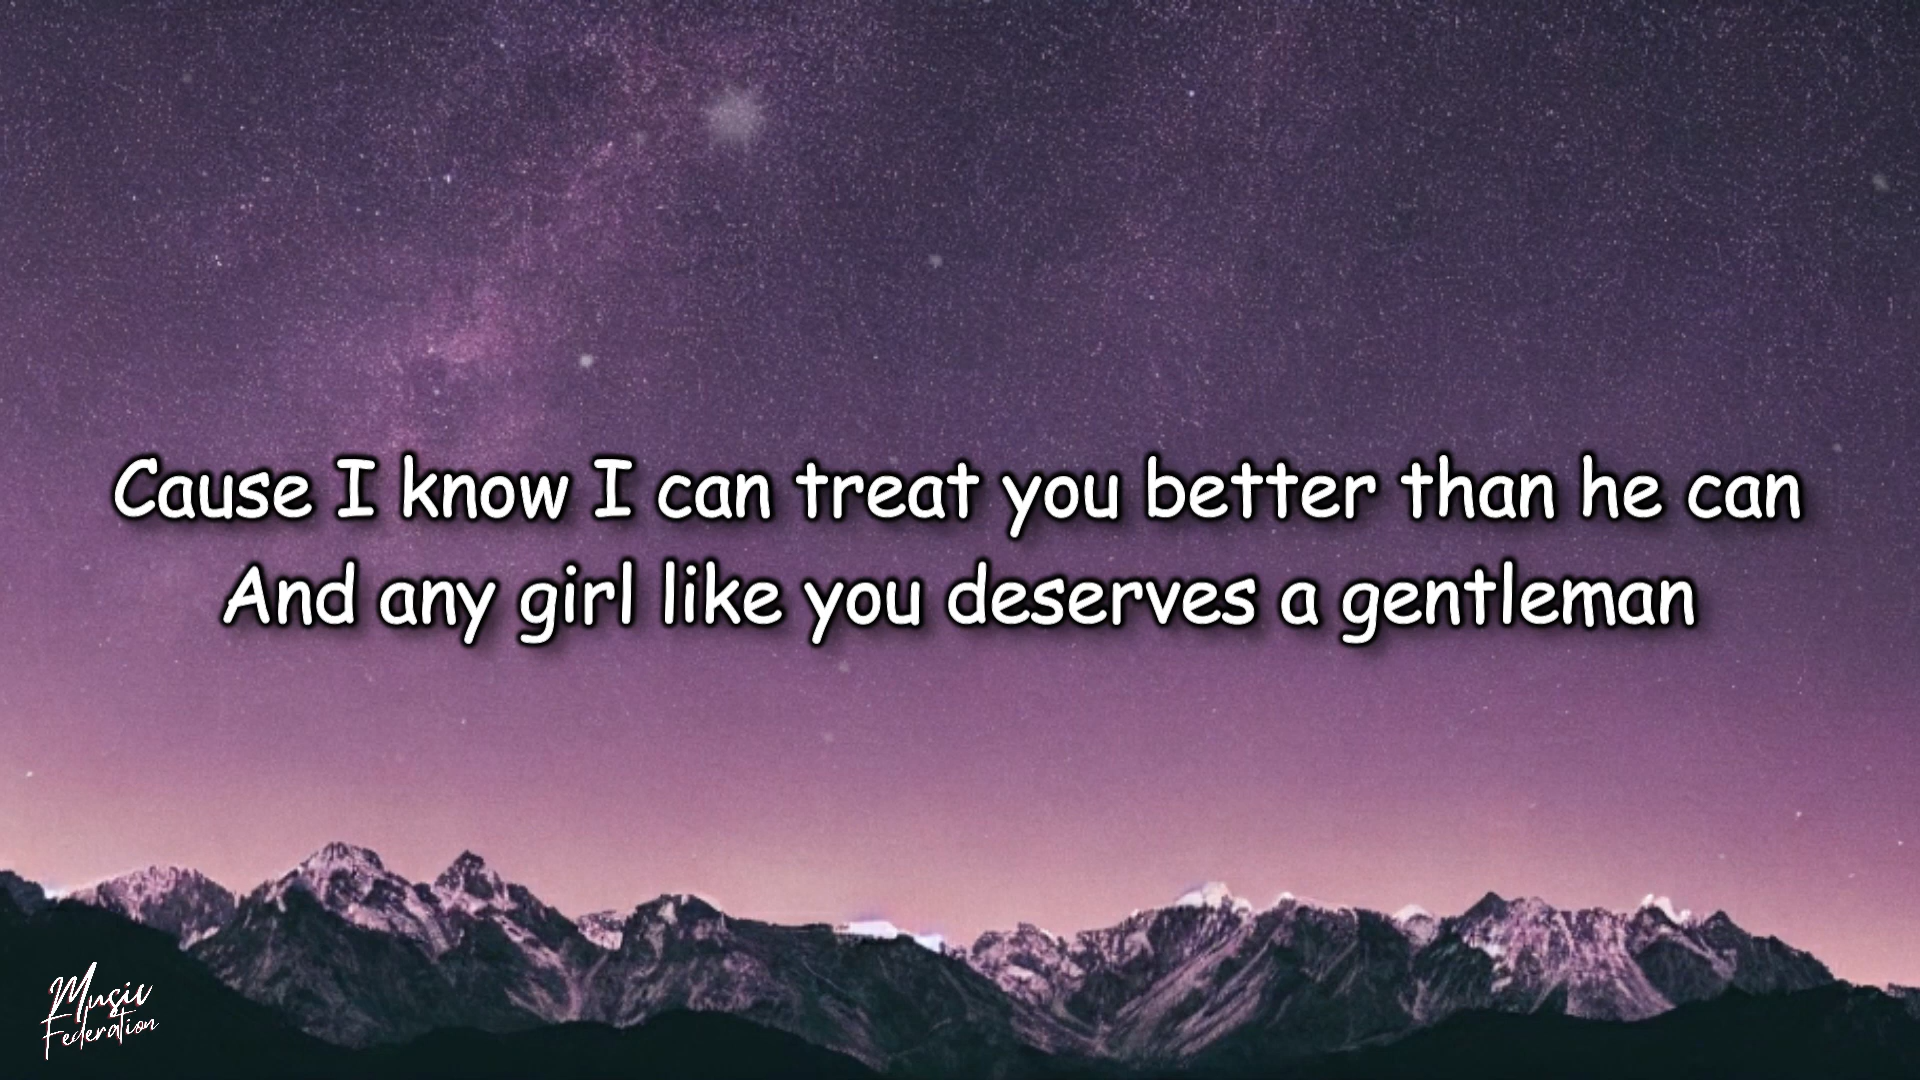 Cause I know I can treat you better than he can
And any girl like you deserves a gentleman
Music
Federation